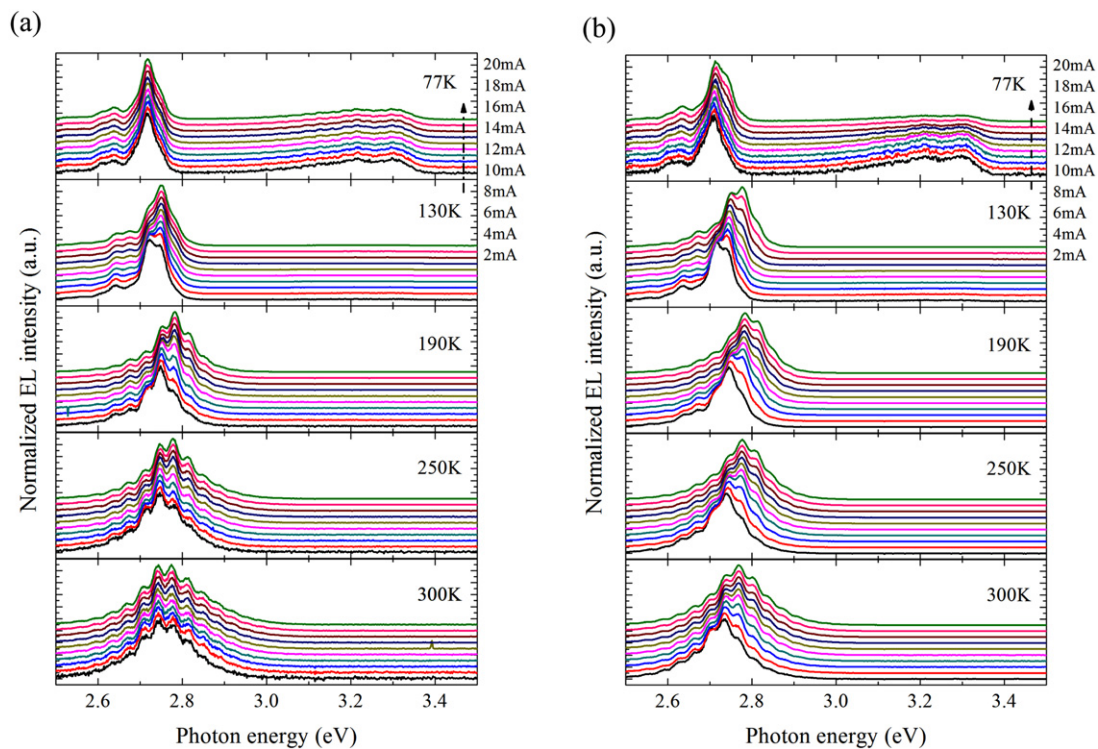 (a)
Normalized EL intensity (a.u.)
77K
20mA
18mA
16mA
14mA
12mA
10mA
130K
8mA
6mA
4mA
2mA
190K
250K
300K
2.6 2.8 3.0 3.2 3.4
Photon energy (eV)
(b)
Normalized EL intensity (a.u.)
77K
20mA
18mA
16mA
14mA
12mA
10mA
130K
8mA
6mA
4mA
2mA
190K
250K
300K
2.6 2.8 3.0 3.2 3.4
Photon energy (eV)